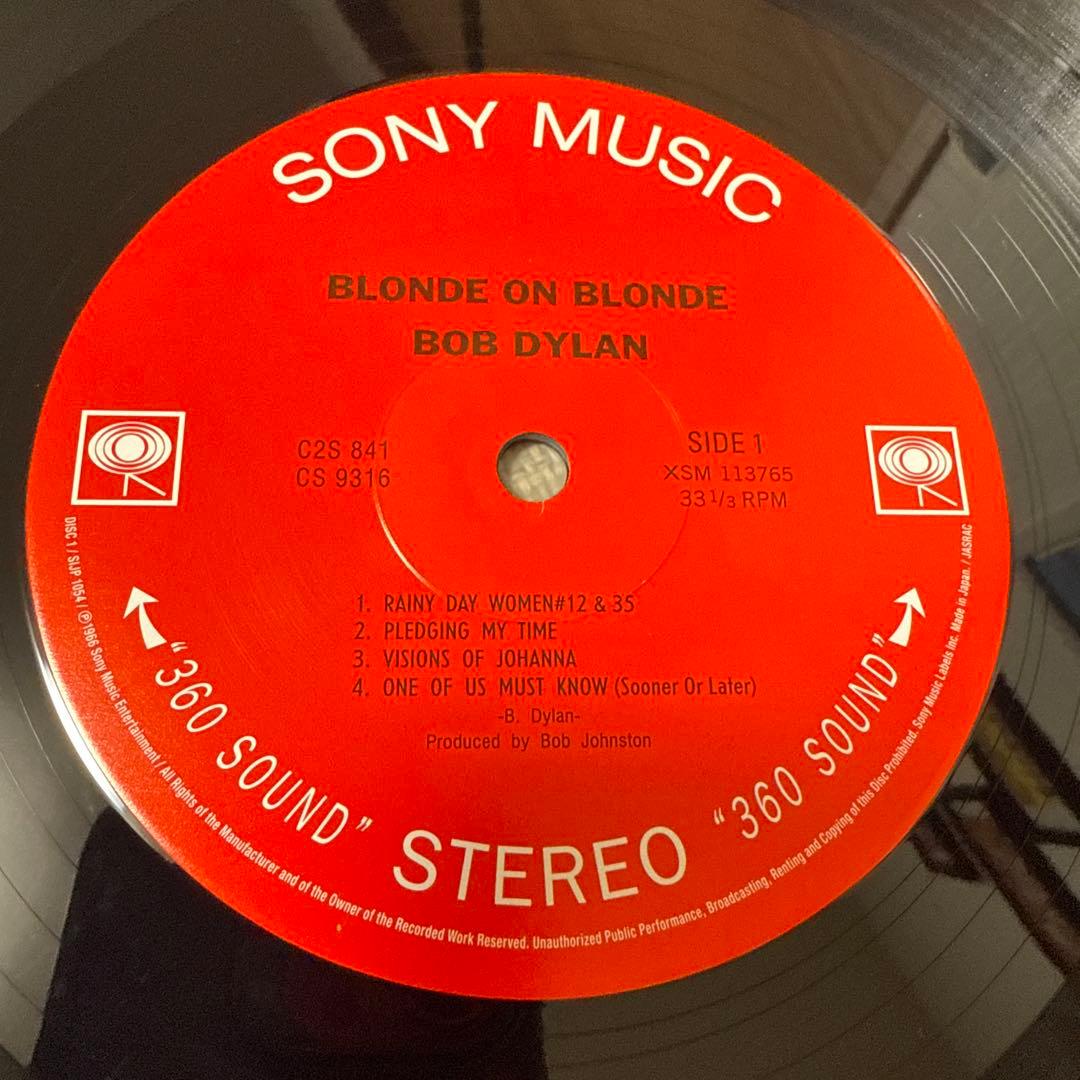 SONY MUSIC
BLONDE ON BLONDE
BOB DYLAN
C2S 841
CS 9316
SIDE 1
XSM 113765
33 1/3 RPM
1. RAINY DAY WOMEN#12 & 35
2. PLEDGING MY TIME
3. VISIONS OF JOHANNA
4. ONE OF US MUST KNOW (Sooner Or Later)
-B. Dylan-
Produced by Bob Johnston
"360 SOUND" STEREO "360 SOUND"
DISC 1 / SIJP 1054 / ℗1966 Sony Music Entertainment / All Rights of the Manufacturer and of the Owner of the Recorded Work Reserved. Unauthorized Public Performance, Broadcasting, Renting and Copying of this Disc Prohibited. Sony Music Labels Inc. Made in Japan. / JASRAC